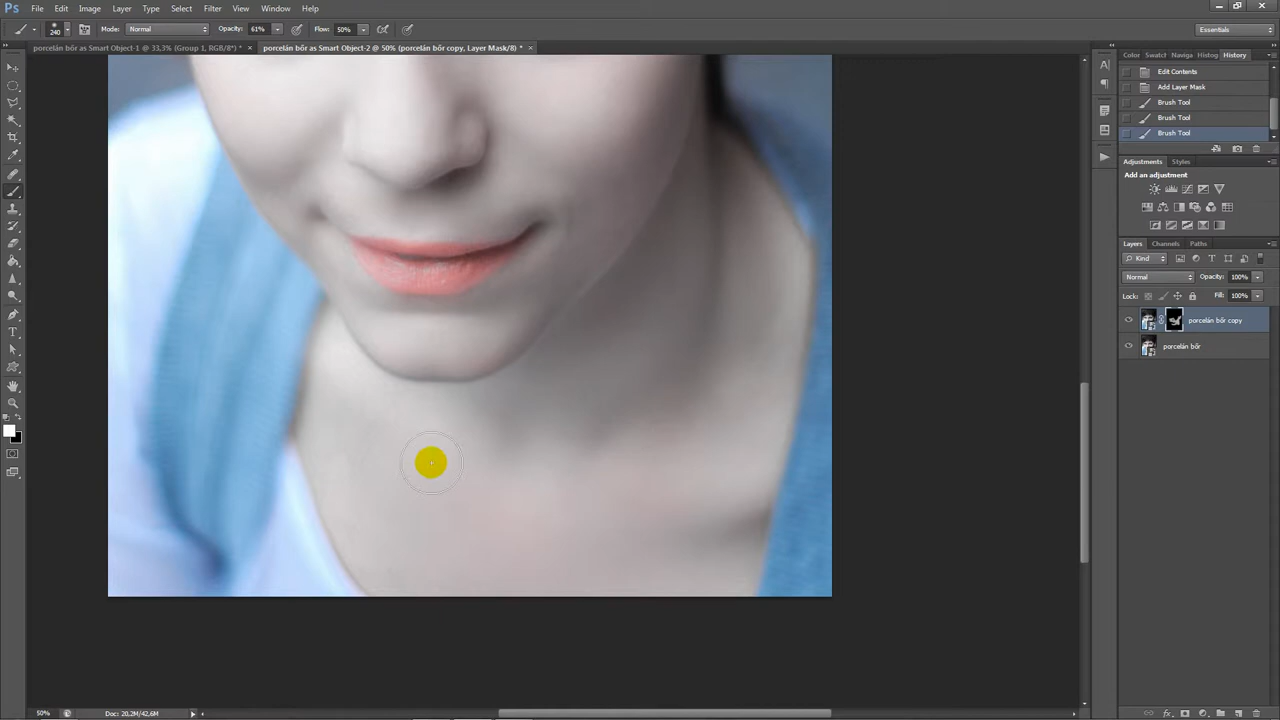 Ps File Edit Image Layer Type Select Filter View Window Help
240 Mode: Normal Opacity: 61% Flow: 50% Essentials
porcelán bőr as Smart Object-1 @ 33,3% (Group 1, RGB/8*) * × porcelán bőr as Smart Object-2 @ 50% (porcelán bőr copy, Layer Mask/8) * ×
Color Swatct Naviga Histog History
Edit Contents
Add Layer Mask
Brush Tool
Brush Tool
Brush Tool
Adjustments Styles
Add an adjustment
Layers Channels Paths
Kind
Normal Opacity: 100%
Lock: Fill: 100%
porcelán bőr copy
porcelán bőr
50% Doc: 20,2M/42,6M